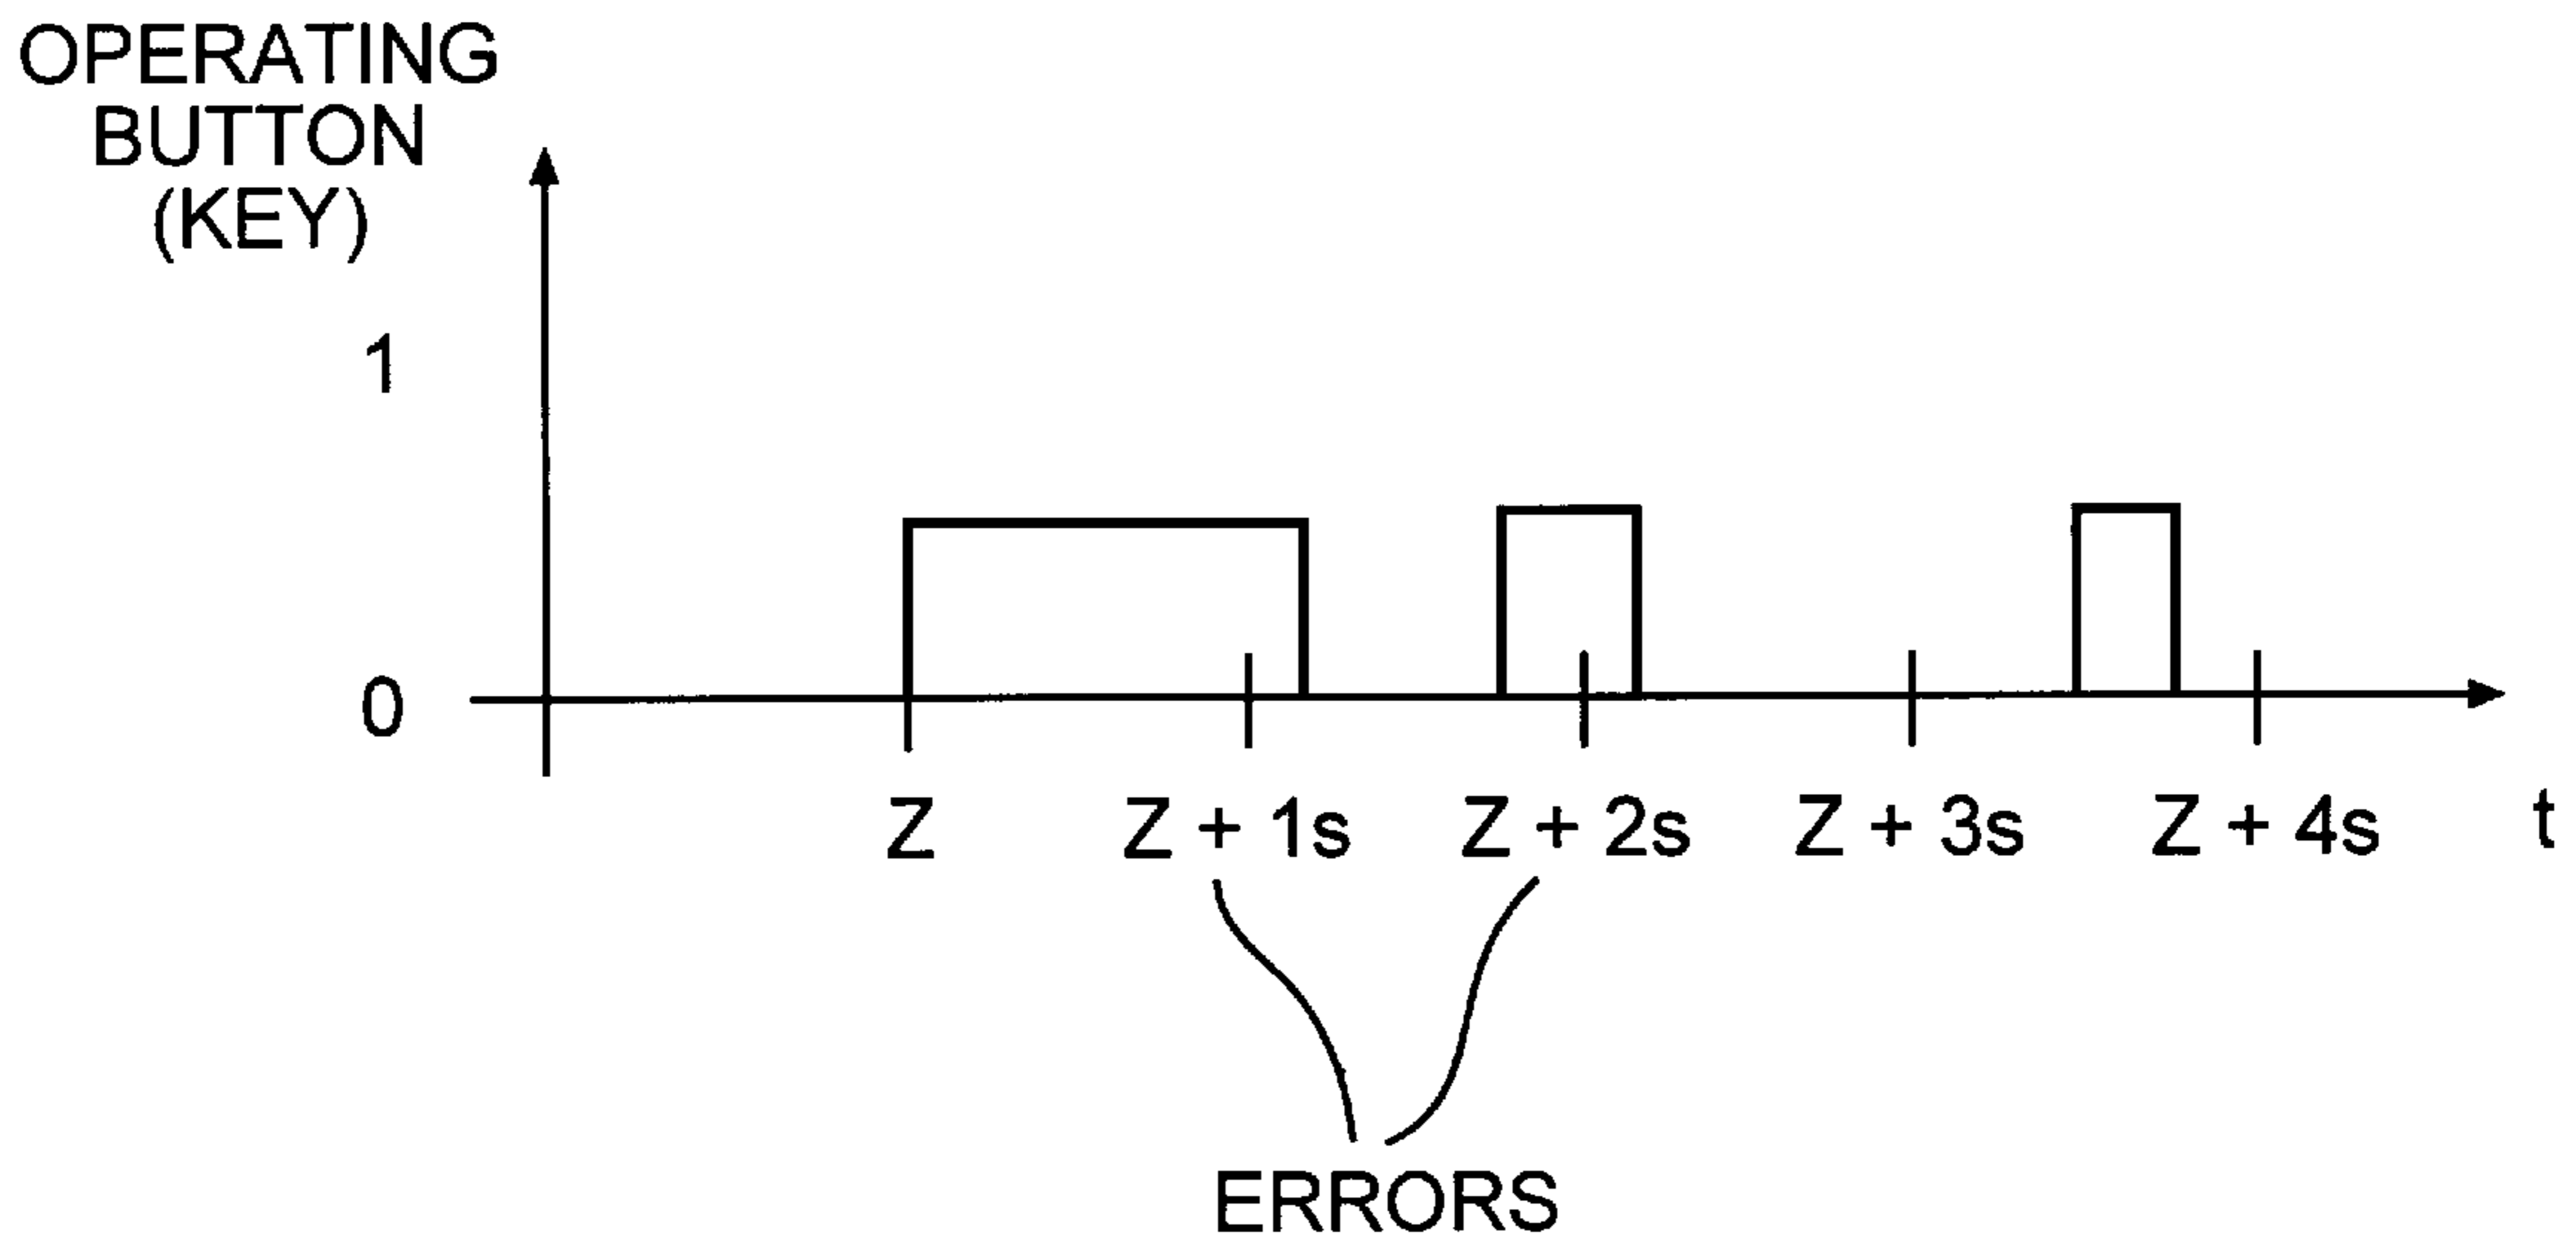 OPERATING
BUTTON
(KEY)
1
0
Z
Z + 1s
Z + 2s
Z + 3s
Z + 4s
t
ERRORS